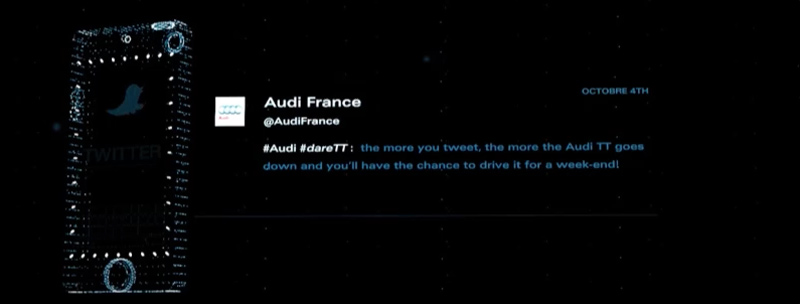 TWITTER
OCTOBRE 4TH
Audi France
@AudiFrance
#Audi #dareTT : the more you tweet, the more the Audi TT goes
down and you'll have the chance to drive it for a week-end!